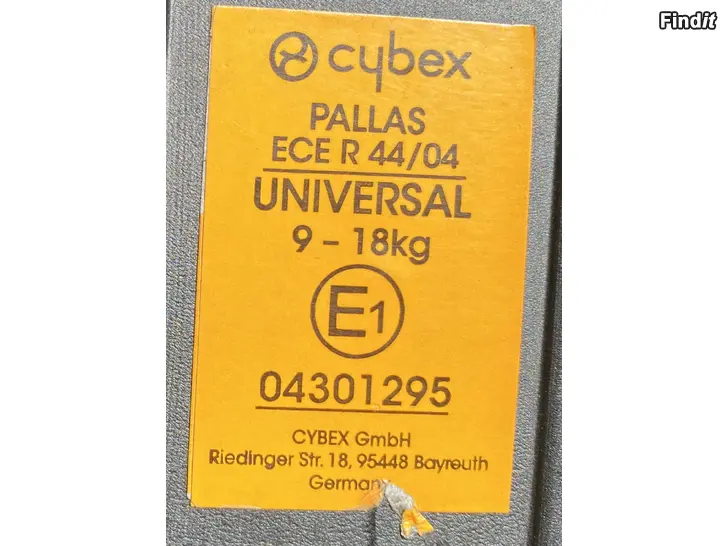 Findit
cybex
PALLAS
ECE R 44/04
UNIVERSAL
9 - 18kg
E1
04301295
CYBEX GmbH
Riedinger Str. 18, 95448 Bayreuth
Germany